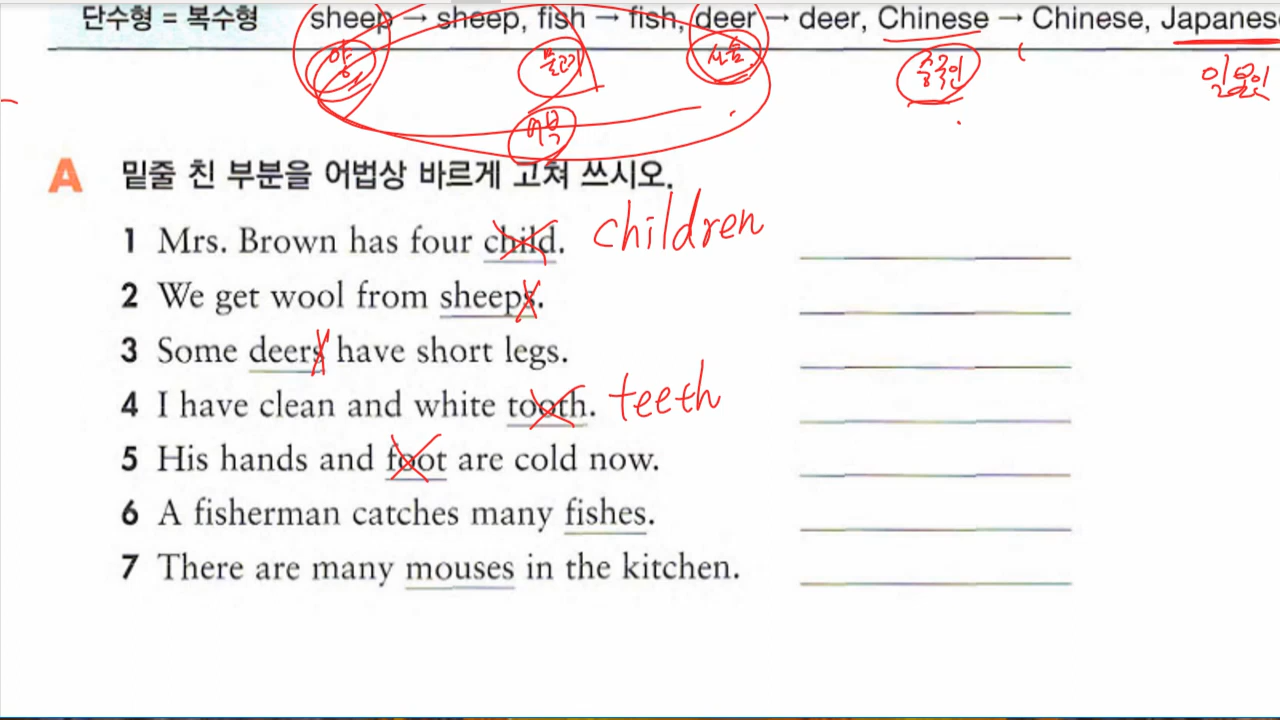 단수형 = 복수형 sheep → sheep, fish → fish, deer → deer, Chinese → Chinese, Japanes
양 물고기 사슴 중국인 일본인
어부
A 밑줄 친 부분을 어법상 바르게 고쳐 쓰시오.
1 Mrs. Brown has four child. children
2 We get wool from sheeps.
3 Some deers have short legs.
4 I have clean and white tooth. teeth
5 His hands and foot are cold now.
6 A fisherman catches many fishes.
7 There are many mouses in the kitchen.